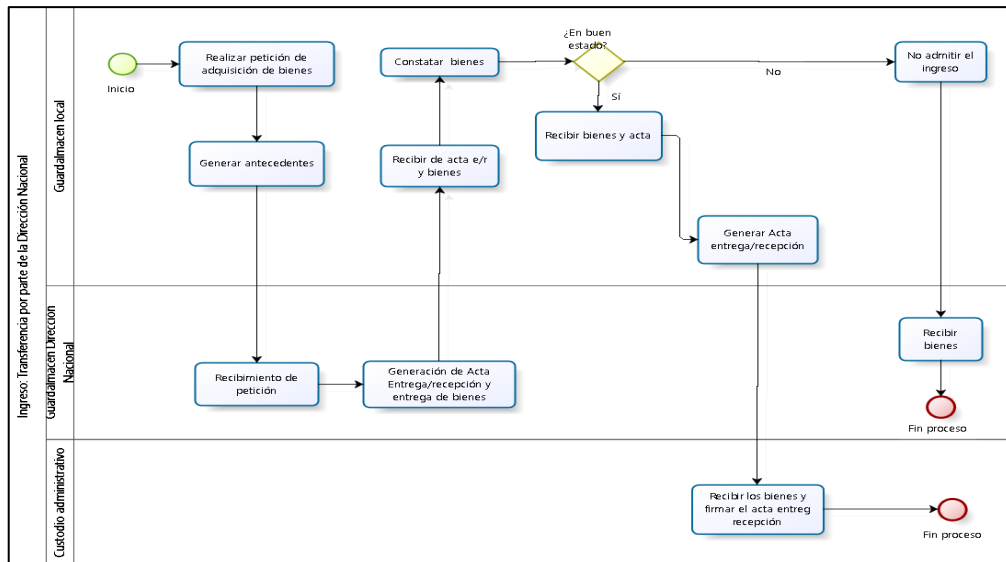 Ingreso: Transferencia por parte de la Dirección Nacional
Guardalmacen local
Inicio
Realizar petición de
adquisición de bienes
Generar antecedentes
Constatar bienes
Recibir de acta e/r
y bienes
¿En buen
estado?
No
Sí
Recibir bienes y acta
Generar Acta
entrega/recepción
No admitir el
ingreso
Guardalmacén Dirección
Nacional
Recibimiento de
petición
Generación de Acta
Entrega/recepción y
entrega de bienes
Recibir
bienes
Fin proceso
Custodio administrativo
Recibir los bienes y
firmar el acta entreg
recepción
Fin proceso